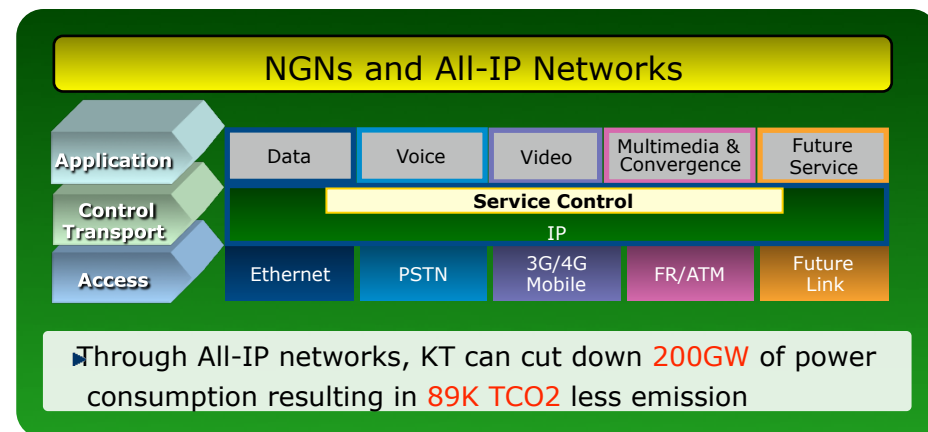 NGNs and All-IP Networks
Application
Data
Voice
Video
Multimedia &
Convergence
Future
Service
Control
Transport
Service Control
IP
Access
Ethernet
PSTN
3G/4G
Mobile
FR/ATM
Future
Link
Through All-IP networks, KT can cut down 200GW of power
consumption resulting in 89K TCO2 less emission